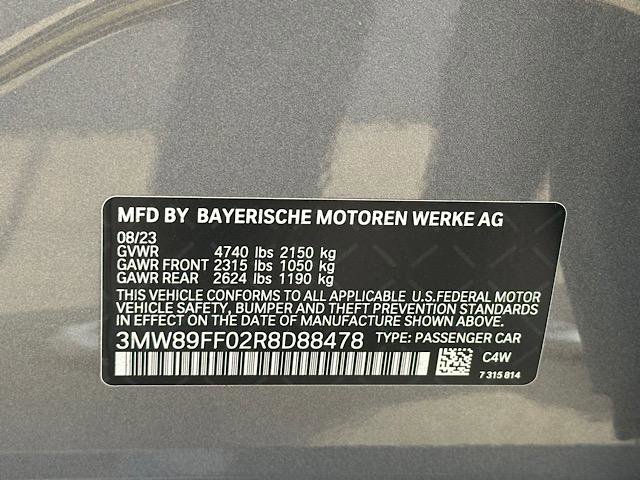 MFD BY BAYERISCHE MOTOREN WERKE AG
08/23
GVWR 4740 lbs 2150 kg
GAWR FRONT 2315 lbs 1050 kg
GAWR REAR 2624 lbs 1190 kg
THIS VEHICLE CONFORMS TO ALL APPLICABLE U.S.FEDERAL MOTOR
VEHICLE SAFETY, BUMPER, AND THEFT PREVENTION STANDARDS
IN EFFECT ON THE DATE OF MANUFACTURE SHOWN ABOVE.
3MW89FF02R8D88478 TYPE: PASSENGER CAR
C4W
7 315 814